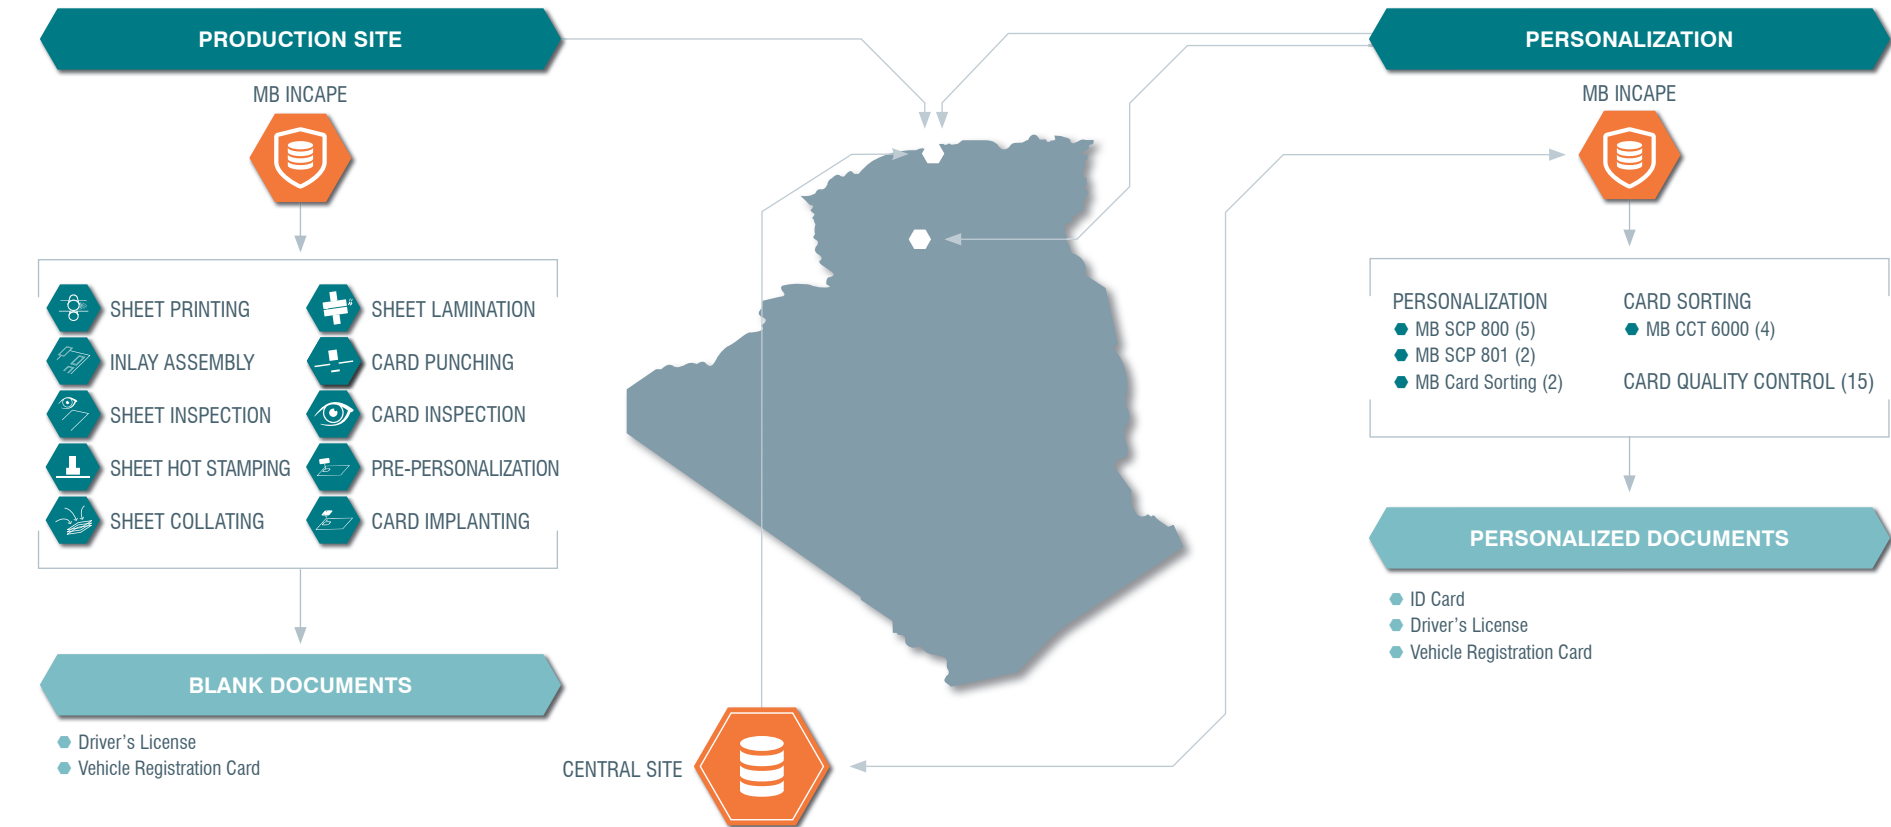 PRODUCTION SITE
MB INCAPE
SHEET PRINTING
INLAY ASSEMBLY
SHEET INSPECTION
SHEET HOT STAMPING
SHEET COLLATING
SHEET LAMINATION
CARD PUNCHING
CARD INSPECTION
PRE-PERSONALIZATION
CARD IMPLANTING
BLANK DOCUMENTS
Driver’s License
Vehicle Registration Card
CENTRAL SITE
PERSONALIZATION
MB INCAPE
PERSONALIZATION
MB SCP 800 (5)
MB SCP 801 (2)
MB Card Sorting (2)
CARD SORTING
MB CCT 6000 (4)
CARD QUALITY CONTROL (15)
PERSONALIZED DOCUMENTS
ID Card
Driver’s License
Vehicle Registration Card